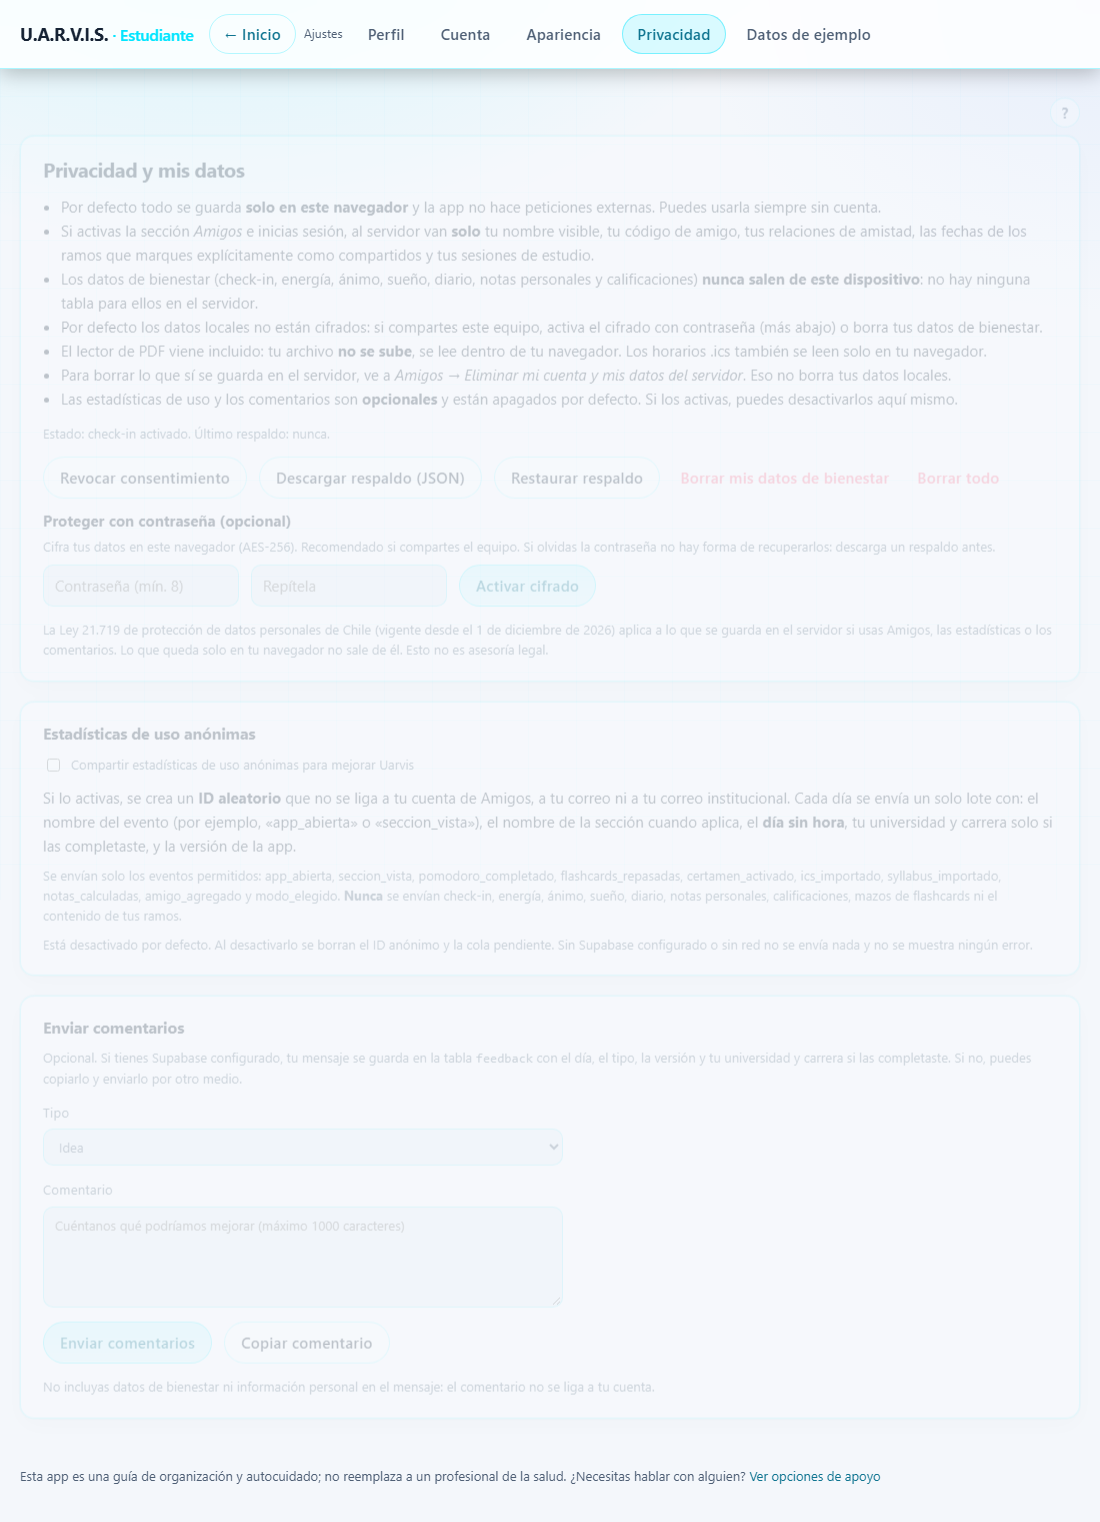 U.A.R.V.I.S. · Estudiante ← Inicio Ajustes Perfil Cuenta Apariencia Privacidad Datos de ejemplo
?
Privacidad y mis datos
• Por defecto todo se guarda solo en este navegador y la app no hace peticiones externas. Puedes usarla siempre sin cuenta.
• Si activas la sección Amigos e inicias sesión, al servidor van solo tu nombre visible, tu código de amigo, tus relaciones de amistad, las fechas de los
ramos que marques explícitamente como compartidos y tus sesiones de estudio.
• Los datos de bienestar (check-in, energía, ánimo, sueño, diario, notas personales y calificaciones) nunca salen de este dispositivo: no hay ninguna
tabla para ellos en el servidor.
• Por defecto los datos locales no están cifrados: si compartes este equipo, activa el cifrado con contraseña (más abajo) o borra tus datos de bienestar.
• El lector de PDF viene incluido: tu archivo no se sube, se lee dentro de tu navegador. Los horarios .ics también se leen solo en tu navegador.
• Para borrar lo que sí se guarda en el servidor, ve a Amigos → Eliminar mi cuenta y mis datos del servidor. Eso no borra tus datos locales.
• Las estadísticas de uso y los comentarios son opcionales y están apagados por defecto. Si los activas, puedes desactivarlos aquí mismo.
Estado: check-in activado. Último respaldo: nunca.
Revocar consentimiento Descargar respaldo (JSON) Restaurar respaldo Borrar mis datos de bienestar Borrar todo
Proteger con contraseña (opcional)
Cifra tus datos en este navegador (AES-256). Recomendado si compartes el equipo. Si olvidas la contraseña no hay forma de recuperarlos: descarga un respaldo antes.
Contraseña (mín. 8) Repítela Activar cifrado
La Ley 21.719 de protección de datos personales de Chile (vigente desde el 1 de diciembre de 2026) aplica a lo que se guarda en el servidor si usas Amigos, las estadísticas o los
comentarios. Lo que queda solo en tu navegador no sale de él. Esto no es asesoría legal.
Estadísticas de uso anónimas
Compartir estadísticas de uso anónimas para mejorar Uarvis
Si lo activas, se crea un ID aleatorio que no se liga a tu cuenta de Amigos, a tu correo ni a tu correo institucional. Cada día se envía un solo lote con: el
nombre del evento (por ejemplo, «app_abierta» o «seccion_vista»), el nombre de la sección cuando aplica, el día sin hora, tu universidad y carrera solo si
las completaste, y la versión de la app.
Se envían solo los eventos permitidos: app_abierta, seccion_vista, pomodoro_completado, flashcards_repasadas, certamen_activado, ics_importado, syllabus_importado,
notas_calculadas, amigo_agregado y modo_elegido. Nunca se envían check-in, energía, ánimo, sueño, diario, notas personales, calificaciones, mazos de flashcards ni el
contenido de tus ramos.
Está desactivado por defecto. Al desactivarlo se borran el ID anónimo y la cola pendiente. Sin Supabase configurado o sin red no se envía nada y no se muestra ningún error.
Enviar comentarios
Opcional. Si tienes Supabase configurado, tu mensaje se guarda en la tabla feedback con el día, el tipo, la versión y tu universidad y carrera si las completaste. Si no, puedes
copiarlo y enviarlo por otro medio.
Tipo
Idea
Comentario
Cuéntanos qué podríamos mejorar (máximo 1000 caracteres)
Enviar comentarios Copiar comentario
No incluyas datos de bienestar ni información personal en el mensaje: el comentario no se liga a tu cuenta.
Esta app es una guía de organización y autocuidado; no reemplaza a un profesional de la salud. ¿Necesitas hablar con alguien? Ver opciones de apoyo